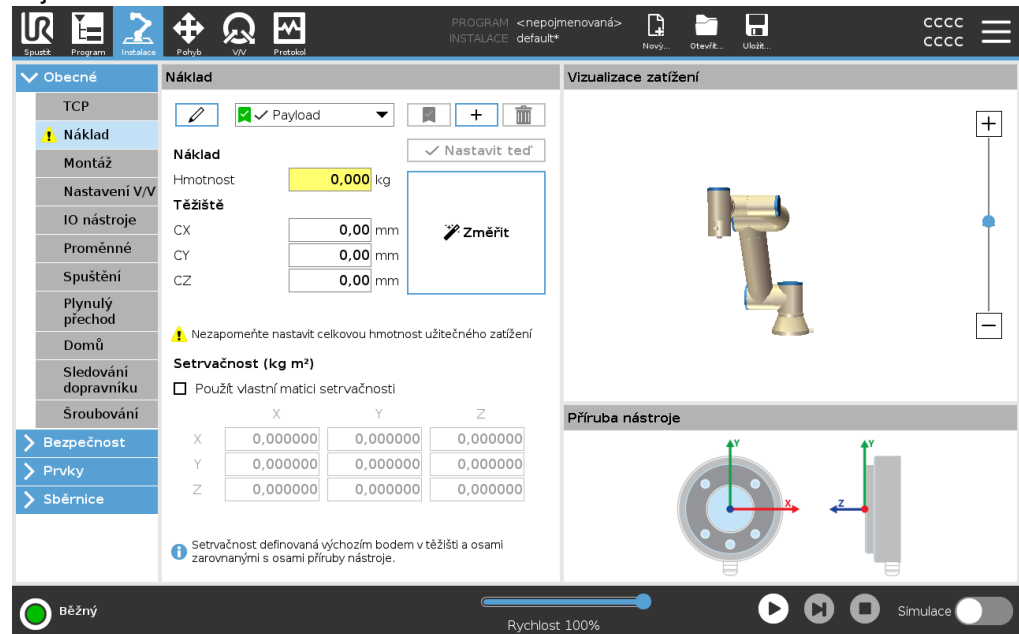 UR
Spustit Program Instalace Pohyb V/V Protokol
PROGRAM <nepojmenovaná>
INSTALACE default*
Nový... Otevřít... Uložit...
CCCC
CCCC
Obecné
TCP
Náklad
Montáž
Nastavení V/V
IO nástroje
Proměnné
Spuštění
Plynulý
přechod
Domů
Sledování
dopravníku
Šroubování
Bezpečnost
Prvky
Sběrnice
Náklad
Payload
+
Nastavit teď
Náklad
Hmotnost 0,000 kg
Těžiště
CX 0,00 mm
CY 0,00 mm
CZ 0,00 mm
Změřit
Nezapomeňte nastavit celkovou hmotnost užitečného zatížení
Setrvačnost (kg m²)
Použít vlastní matici setrvačnosti
X Y Z
X 0,000000 0,000000 0,000000
Y 0,000000 0,000000 0,000000
Z 0,000000 0,000000 0,000000
Setrvačnost definovaná výchozím bodem v těžišti a osami
zarovnanými s osami příruby nástroje.
Vizualizace zatížení
Příruba nástroje
Y
X
Y
Z
Běžný
Rychlost 100%
Simulace